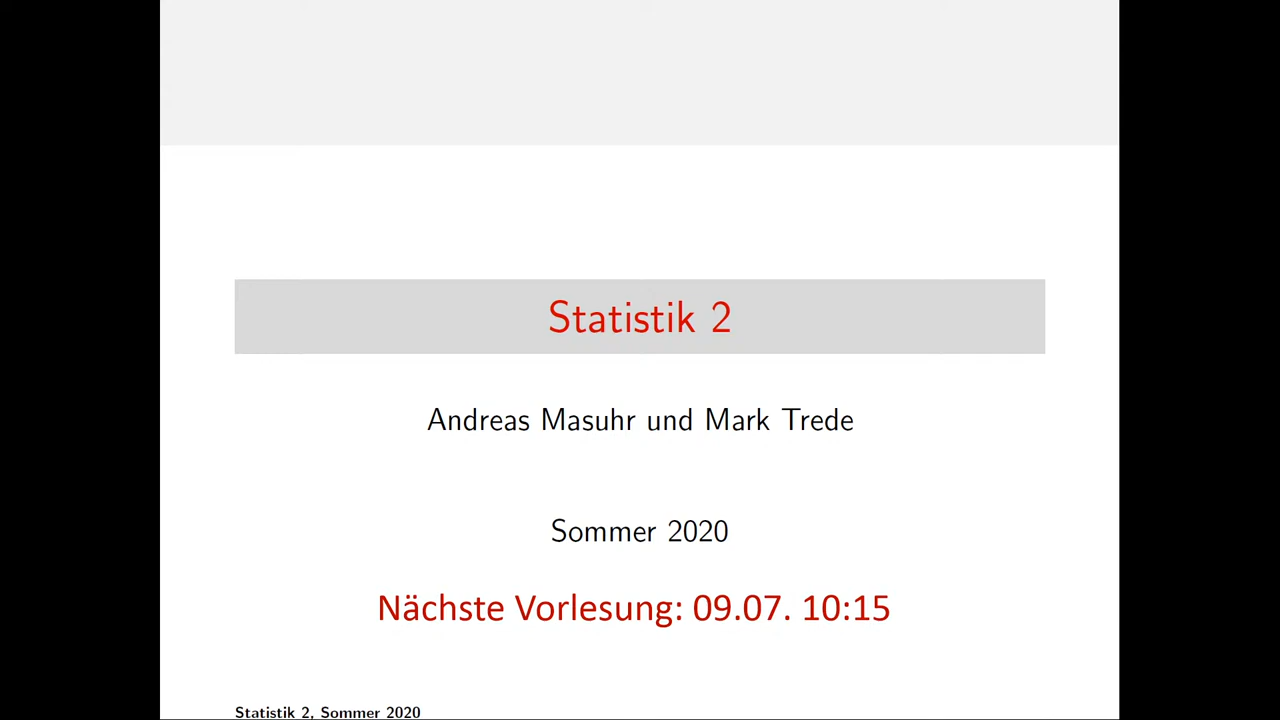 Statistik 2
Andreas Masuhr und Mark Trede
Sommer 2020
Nächste Vorlesung: 09.07. 10:15
Statistik 2, Sommer 2020